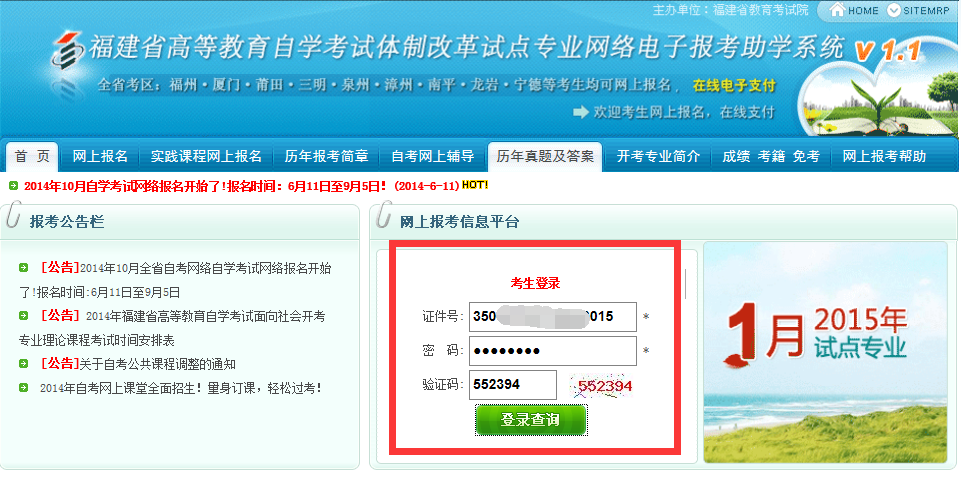 主办单位：福建省教育考试院
HOME
SITEMRP
福建省高等教育自学考试体制改革试点专业网络电子报考助学系统 V 1.1
全省考区：福州·厦门·莆田·三明·泉州·漳州·南平·龙岩·宁德等考生均可网上报名，在线电子支付
欢迎考生网上报名，在线支付
首 页
网上报名
实践课程网上报名
历年报考简章
自考网上辅导
历年真题及答案
开考专业简介
成绩 考籍 免考
网上报考帮助
2014年10月自学考试网络报名开始了!报名时间：6月11日至9月5日！(2014-6-11) HOT!
报考公告栏
[公告]2014年10月全省自考网络自学考试网络报名开始
了!报名时间:6月11日至9月5日
[公告] 2014年福建省高等教育自学考试面向社会开考
专业理论课程考试时间安排表
[公告]关于自考公共课程调整的通知
2014年自考网上课堂全面招生！量身订课，轻松过考！
网上报考信息平台
考生登录
证件号: 350 015 *
密 码: ●●●●●●●● *
验证码: 552394 552394
登录查询
1月
2015年
试点专业